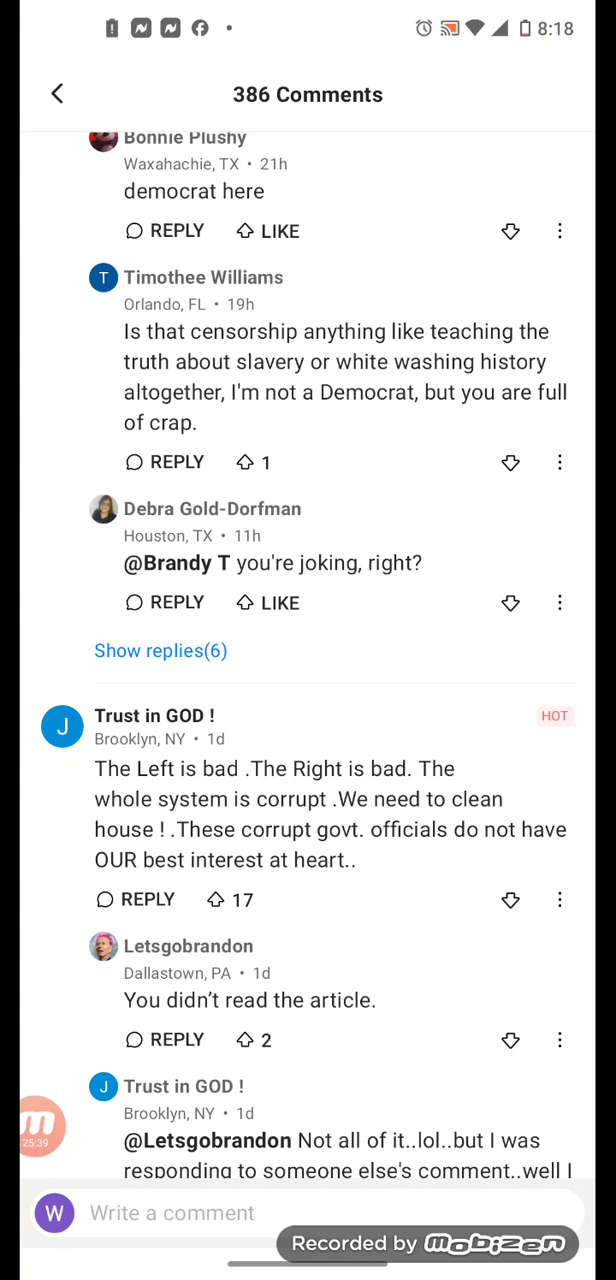 8:18
386 Comments
Bonnie Plushy
Waxahachie, TX • 21h
democrat here
REPLY LIKE
T Timothee Williams
Orlando, FL • 19h
Is that censorship anything like teaching the
truth about slavery or white washing history
altogether, I'm not a Democrat, but you are full
of crap.
REPLY 1
Debra Gold-Dorfman
Houston, TX • 11h
@Brandy T you're joking, right?
REPLY LIKE
Show replies(6)
J Trust in GOD ! HOT
Brooklyn, NY • 1d
The Left is bad .The Right is bad. The
whole system is corrupt .We need to clean
house ! .These corrupt govt. officials do not have
OUR best interest at heart..
REPLY 17
Letsgobrandon
Dallastown, PA • 1d
You didn’t read the article.
REPLY 2
J Trust in GOD !
Brooklyn, NY • 1d
@Letsgobrandon Not all of it..lol..but I was
responding to someone else's comment..well I
25:39
W Write a comment
Recorded by mobizen